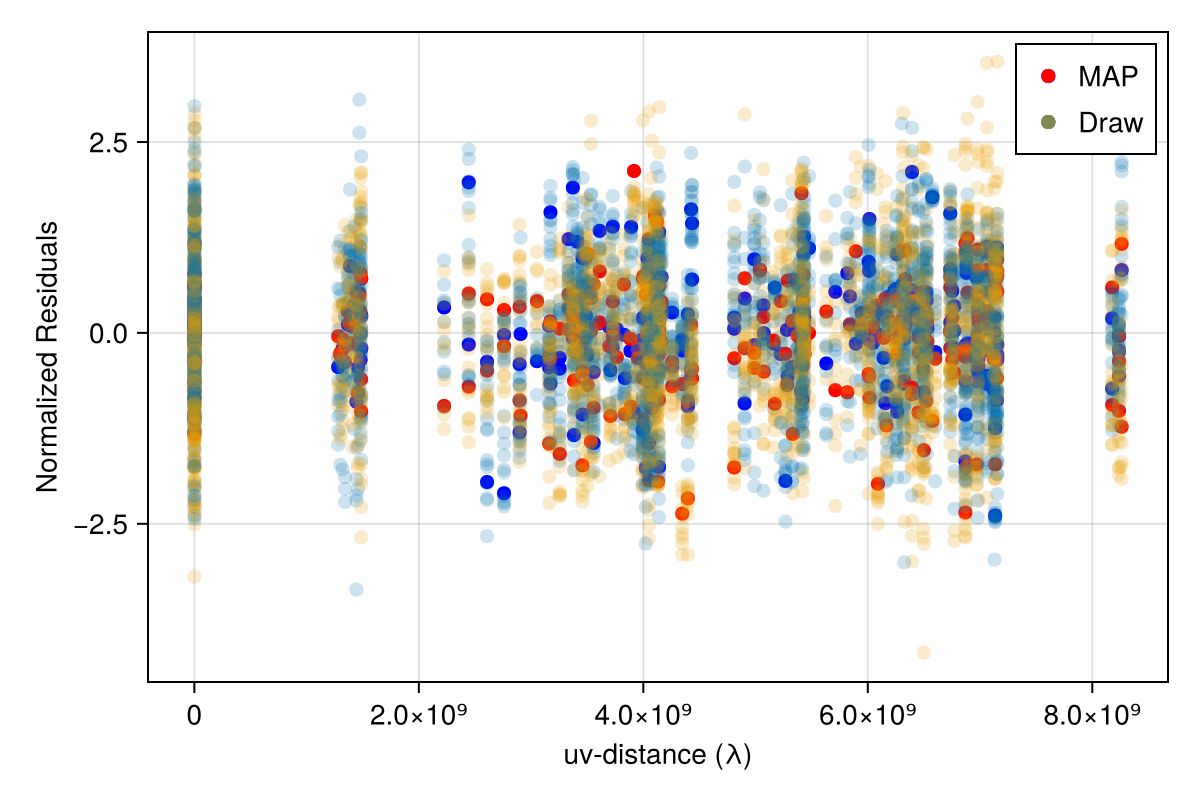 MAP
Draw
2.5
0.0
−2.5
Normalized Residuals
0
2.0×10⁹
4.0×10⁹
6.0×10⁹
8.0×10⁹
uv-distance (λ)